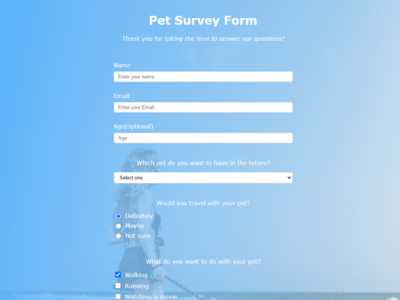 Pet Survey Form
Thank you for taking the time to answer our questions!
Name
Enter your name
Email
Enter your Email
Age(optional)
Age
Which pet do you want to have in the future?
Select one
Would you travel with your pet?
Definitely
Maybe
Not sure
What do you want to do with your pet?
Walking
Running
Watching a movie